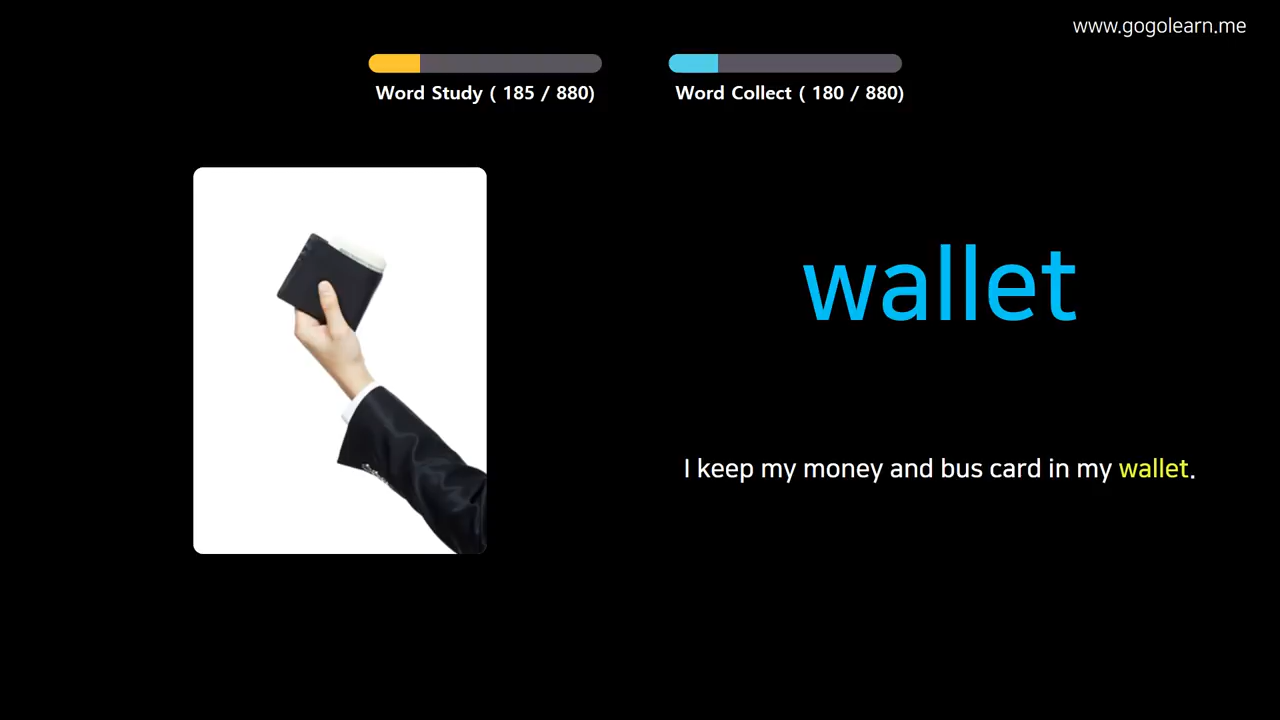 www.gogolearn.me
Word Study ( 185 / 880)
Word Collect ( 180 / 880)
wallet
I keep my money and bus card in my wallet.